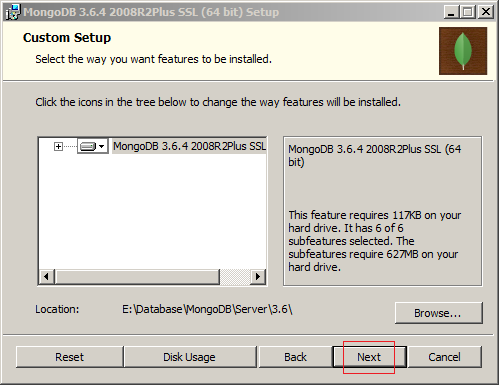 MongoDB 3.6.4 2008R2Plus SSL (64 bit) Setup
Custom Setup
Select the way you want features to be installed.
Click the icons in the tree below to change the way features will be installed.
MongoDB 3.6.4 2008R2Plus SSL
MongoDB 3.6.4 2008R2Plus SSL (64
bit)
This feature requires 117KB on your
hard drive. It has 6 of 6
subfeatures selected. The
subfeatures require 627MB on your
hard drive.
Location: E:\Database\MongoDB\Server\3.6\
Browse...
Reset Disk Usage Back Next Cancel